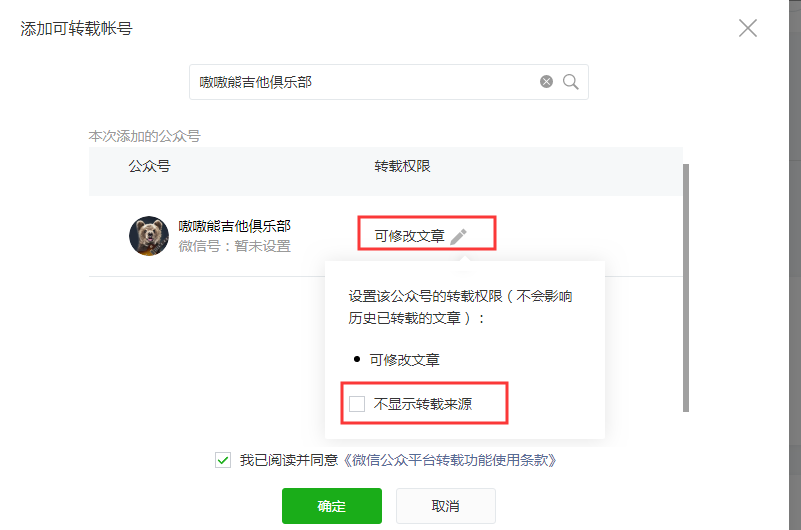 添加可转载帐号
嗷嗷熊吉他俱乐部
本次添加的公众号
公众号 转载权限
嗷嗷熊吉他俱乐部
微信号：暂未设置
可修改文章
设置该公众号的转载权限（不会影响
历史已转载的文章）：
可修改文章
不显示转载来源
我已阅读并同意《微信公众平台转载功能使用条款》
确定 取消